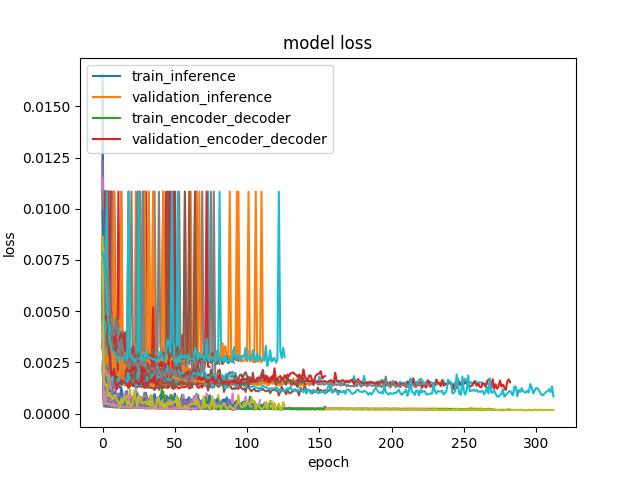 model loss
train_inference
validation_inference
train_encoder_decoder
validation_encoder_decoder
loss
0.0150
0.0125
0.0100
0.0075
0.0050
0.0025
0.0000
0 50 100 150 200 250 300
epoch